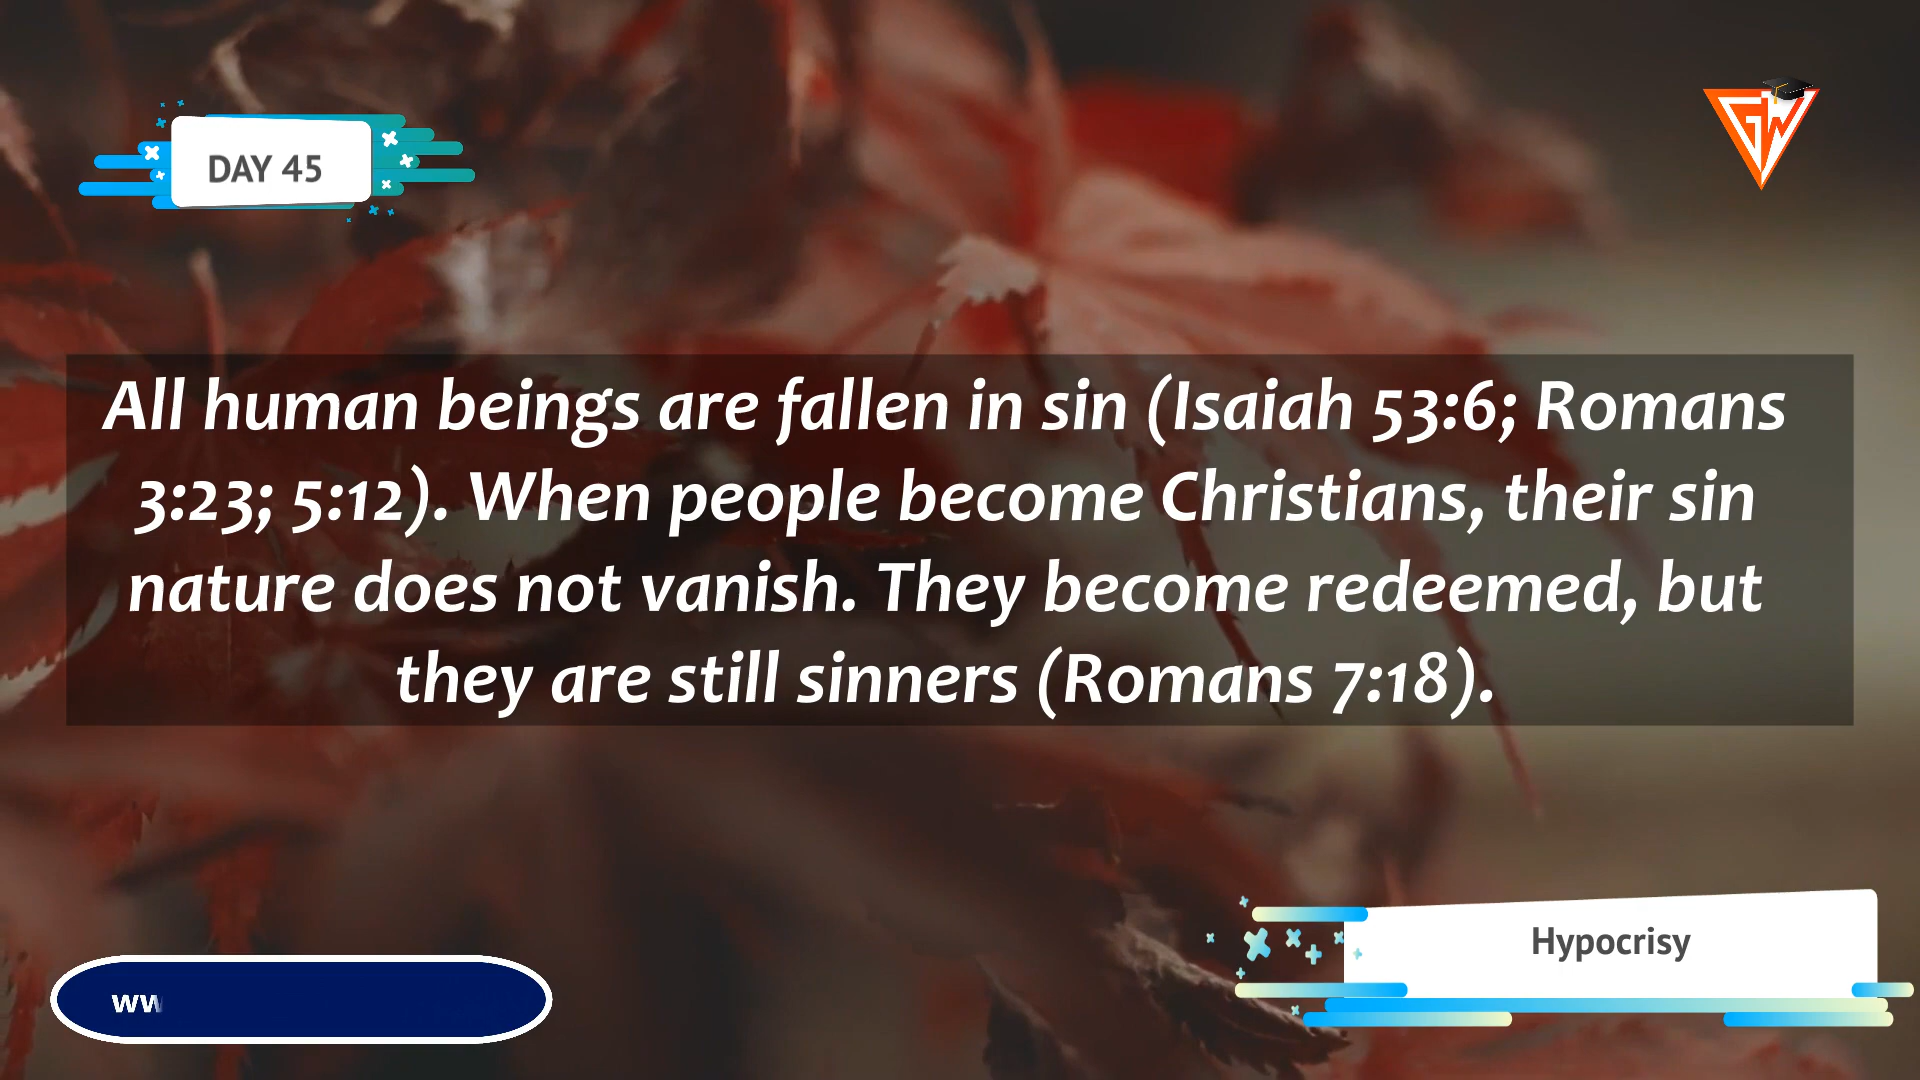 DAY 45
GW
All human beings are fallen in sin (Isaiah 53:6; Romans
3:23; 5:12). When people become Christians, their sin
nature does not vanish. They become redeemed, but
they are still sinners (Romans 7:18).
Hypocrisy
ww